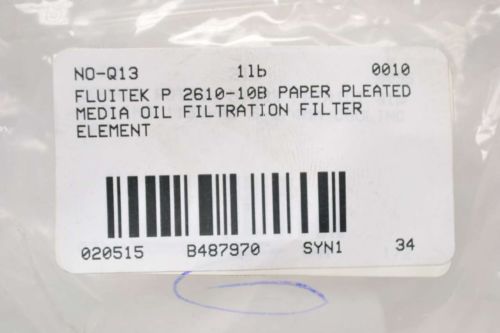 NO-Q13 1lb 0010
FLUITEK P 2610-10B PAPER PLEATED
MEDIA OIL FILTRATION FILTER
ELEMENT
020515 B487970 SYN1 34